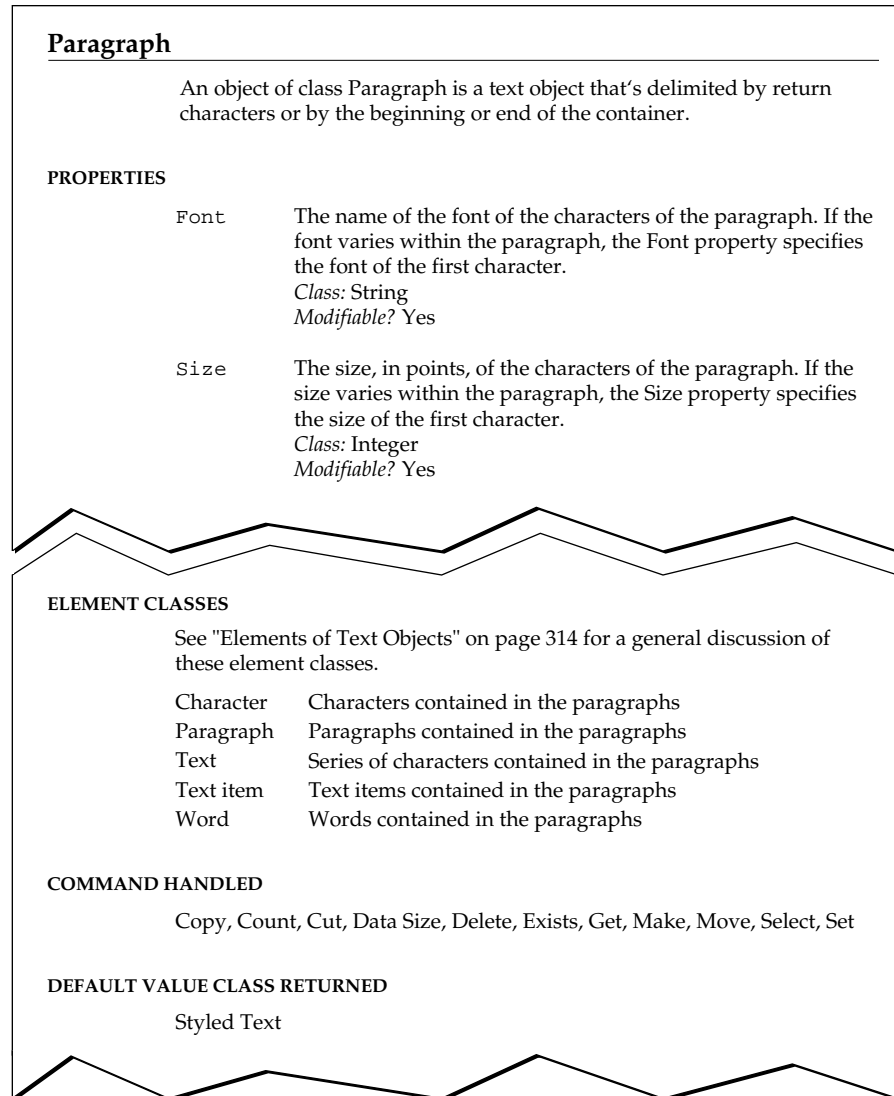 Paragraph
An object of class Paragraph is a text object that‘s delimited by return
characters or by the beginning or end of the container.
PROPERTIES
Font The name of the font of the characters of the paragraph. If the
font varies within the paragraph, the Font property specifies
the font of the first character.
Class: String
Modifiable? Yes
Size The size, in points, of the characters of the paragraph. If the
size varies within the paragraph, the Size property specifies
the size of the first character.
Class: Integer
Modifiable? Yes
ELEMENT CLASSES
See "Elements of Text Objects" on page 314 for a general discussion of
these element classes.
Character Characters contained in the paragraphs
Paragraph Paragraphs contained in the paragraphs
Text Series of characters contained in the paragraphs
Text item Text items contained in the paragraphs
Word Words contained in the paragraphs
COMMAND HANDLED
Copy, Count, Cut, Data Size, Delete, Exists, Get, Make, Move, Select, Set
DEFAULT VALUE CLASS RETURNED
Styled Text